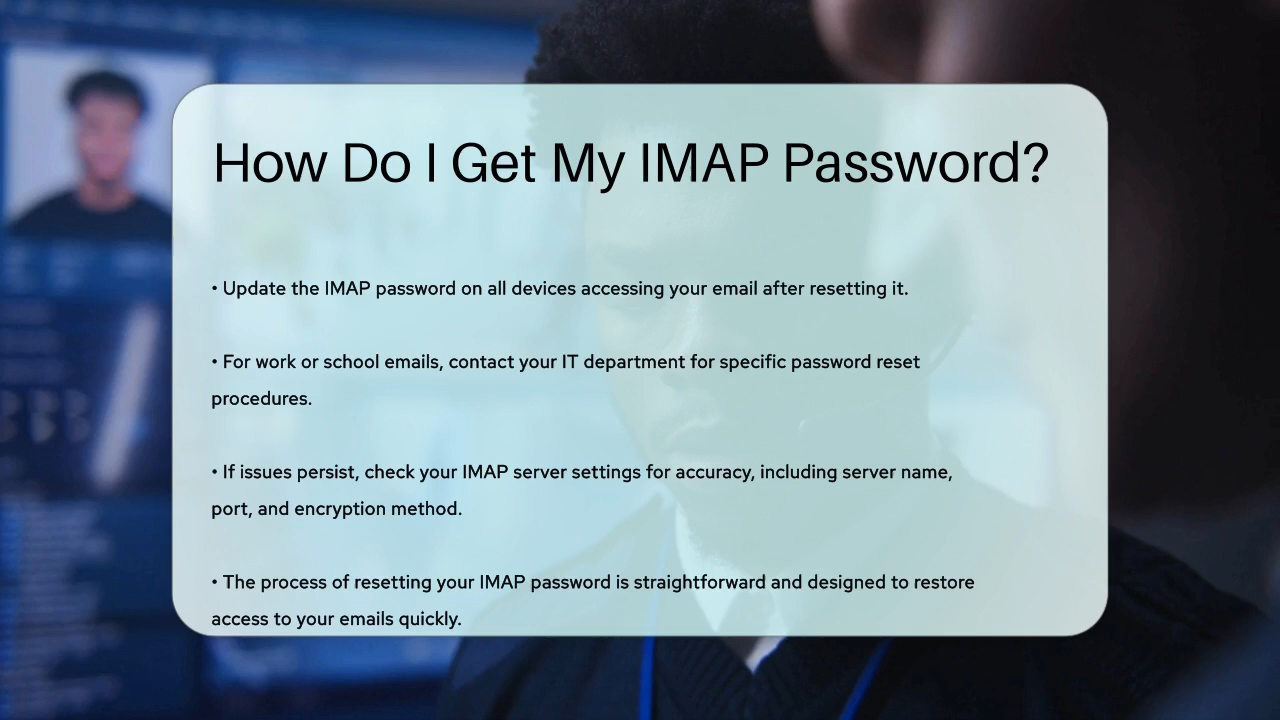 How Do I Get My IMAP Password?
• Update the IMAP password on all devices accessing your email after resetting it.
• For work or school emails, contact your IT department for specific password reset
procedures.
• If issues persist, check your IMAP server settings for accuracy, including server name,
port, and encryption method.
• The process of resetting your IMAP password is straightforward and designed to restore
access to your emails quickly.